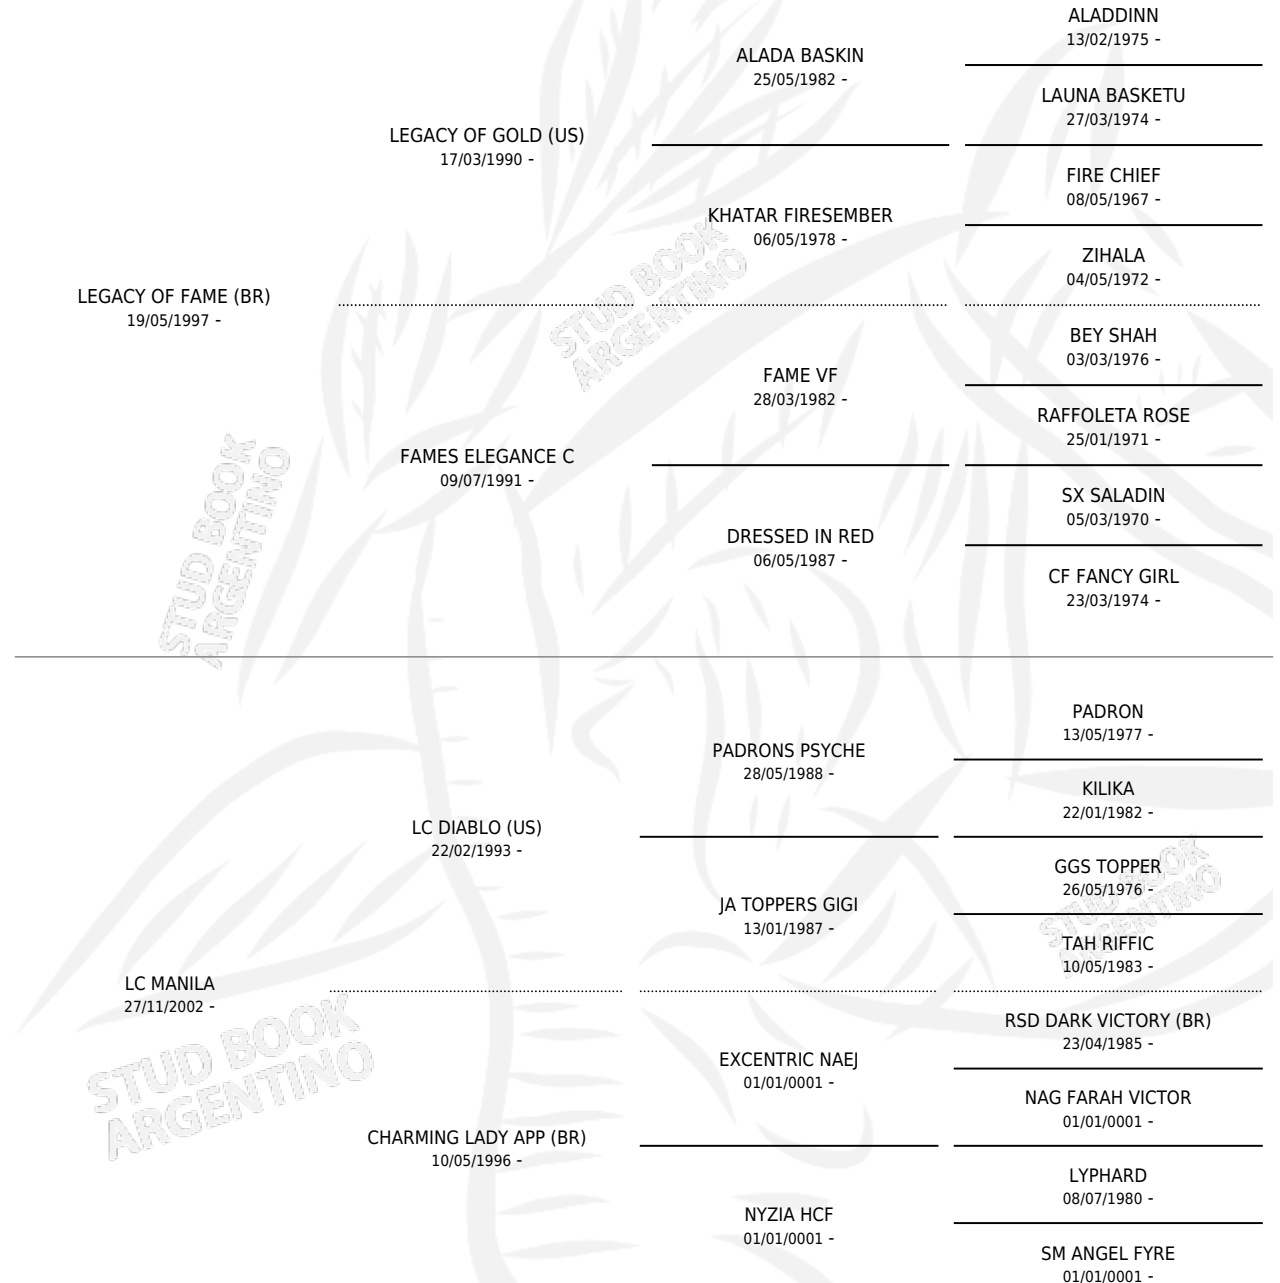 ALADDINN
13/02/1975 -
ALADA BASKIN
25/05/1982 -
LAUNA BASKETU
27/03/1974 -
LEGACY OF GOLD (US)
17/03/1990 -
FIRE CHIEF
08/05/1967 -
KHATAR FIRESEMBER
06/05/1978 -
ZIHALA
04/05/1972 -
LEGACY OF FAME (BR)
19/05/1997 -
STUD BOOK
ARGENTINO
BEY SHAH
03/03/1976 -
FAME VF
28/03/1982 -
RAFFOLETA ROSE
25/01/1971 -
FAMES ELEGANCE C
09/07/1991 -
STUD BOOK
ARGENTINO
SX SALADIN
05/03/1970 -
DRESSED IN RED
06/05/1987 -
CF FANCY GIRL
23/03/1974 -
PADRON
13/05/1977 -
PADRONS PSYCHE
28/05/1988 -
KILIKA
22/01/1982 -
LC DIABLO (US)
22/02/1993 -
GGS TOPPER
26/05/1976 -
STUD BOOK
ARGENTINO
JA TOPPERS GIGI
13/01/1987 -
TAH RIFFIC
10/05/1983 -
LC MANILA
27/11/2002 -
RSD DARK VICTORY (BR)
23/04/1985 -
STUD BOOK
ARGENTINO
EXCENTRIC NAEJ
01/01/0001 -
NAG FARAH VICTOR
01/01/0001 -
CHARMING LADY APP (BR)
10/05/1996 -
LYPHARD
08/07/1980 -
NYZIA HCF
01/01/0001 -
SM ANGEL FYRE
01/01/0001 -